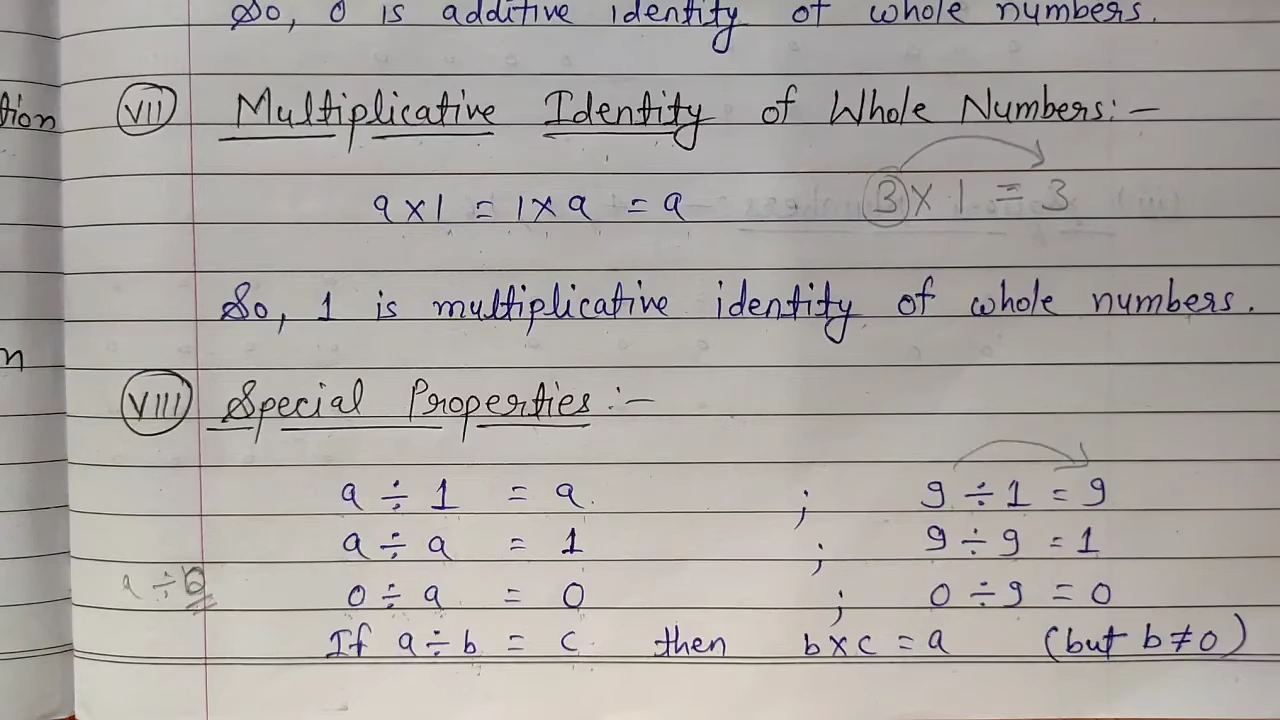 So, 0 is additive identity of whole numbers.
tion
VII Multiplicative Identity of Whole Numbers:-
a×1 = 1×a = a 3×1 = 3
So, 1 is multiplicative identity of whole numbers.
n
VIII Special Properties:-
a ÷ 1 = a. ; 9 ÷ 1 = 9
a ÷ a = 1 ; 9 ÷ 9 = 1
a ÷
0 ÷ a = 0 ; 0 ÷ 9 = 0
If a ÷ b = c. then b×c = a (but b≠0)